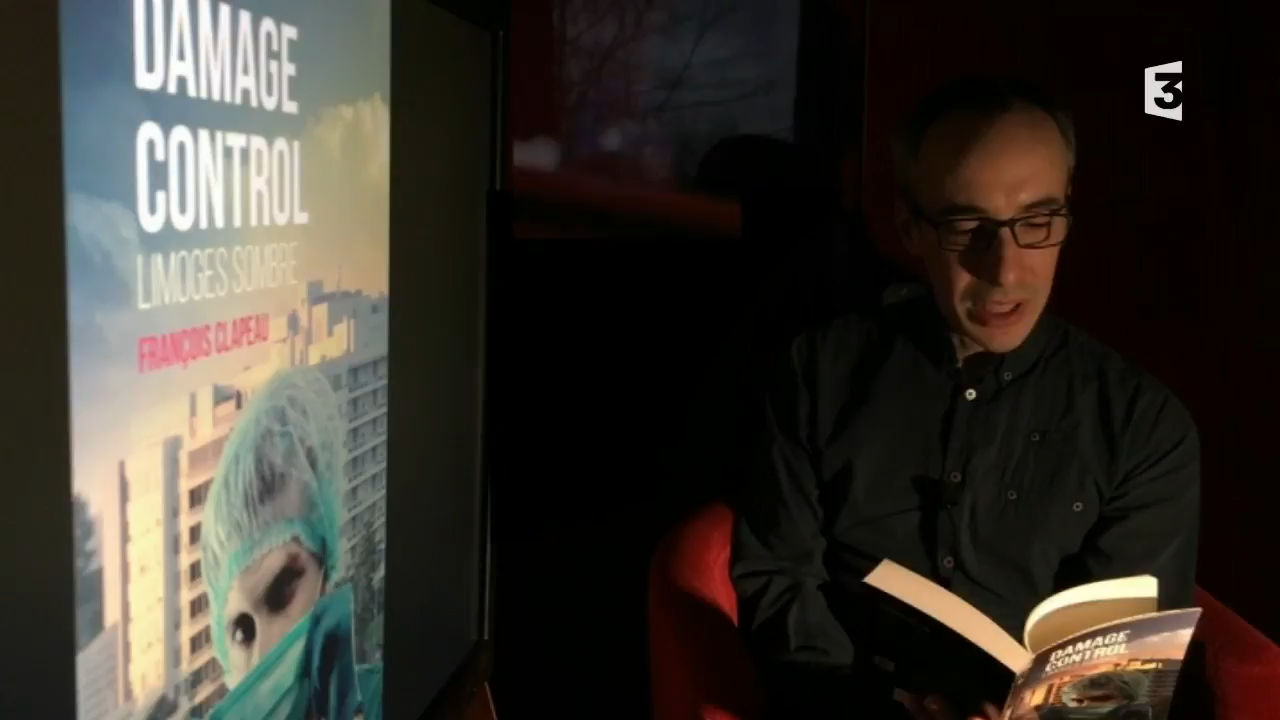 DAMAGE
CONTROL
LIMOGES SOMBRE
FRANÇOIS CLAPEAU
3
DAMAGE
CONTROL